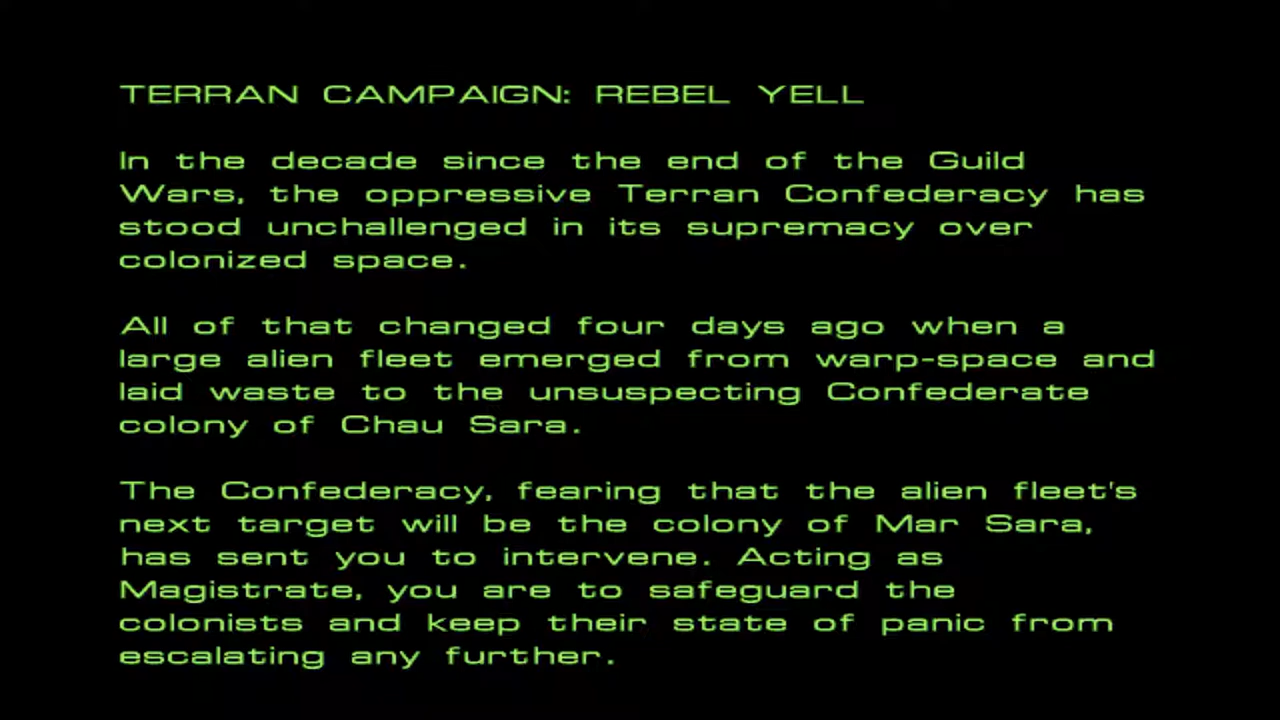 TERRAN CAMPAIGN: REBEL YELL
In the decade since the end of the Guild
Wars, the oppressive Terran Confederacy has
stood unchallenged in its supremacy over
colonized space.
All of that changed four days ago when a
large alien fleet emerged from warp-space and
laid waste to the unsuspecting Confederate
colony of Chau Sara.
The Confederacy, fearing that the alien fleet's
next target will be the colony of Mar Sara,
has sent you to intervene. Acting as
Magistrate, you are to safeguard the
colonists and keep their state of panic from
escalating any further.